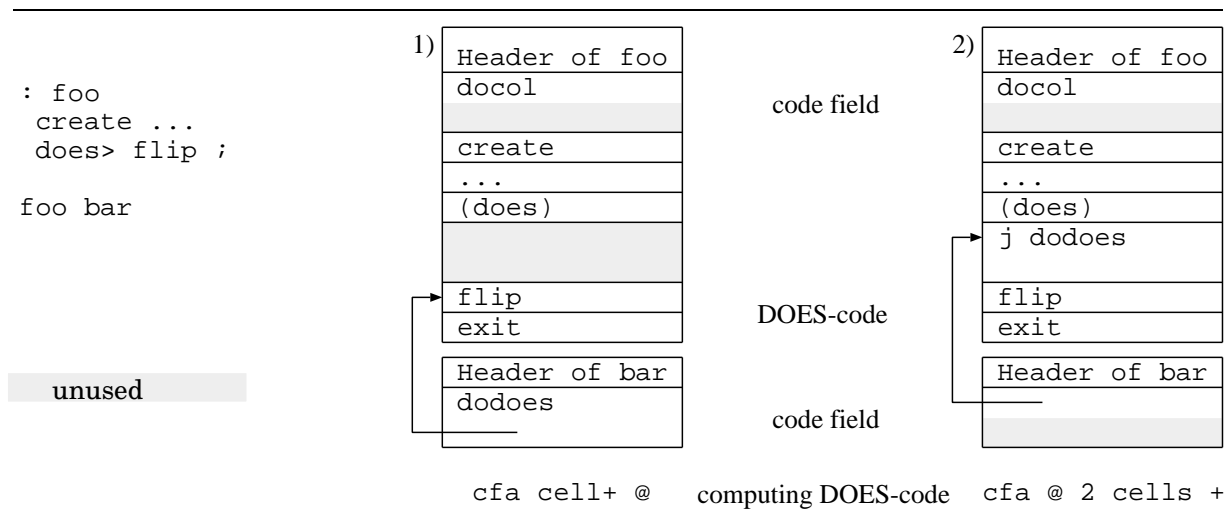 : foo
create ...
does> flip ;
foo bar
unused
1)
Header of foo
docol
create
...
(does)
flip
exit
Header of bar
dodoes
cfa cell+ @
code field
DOES-code
code field
computing DOES-code
2)
Header of foo
docol
create
...
(does)
j dodoes
flip
exit
Header of bar
cfa @ 2 cells +